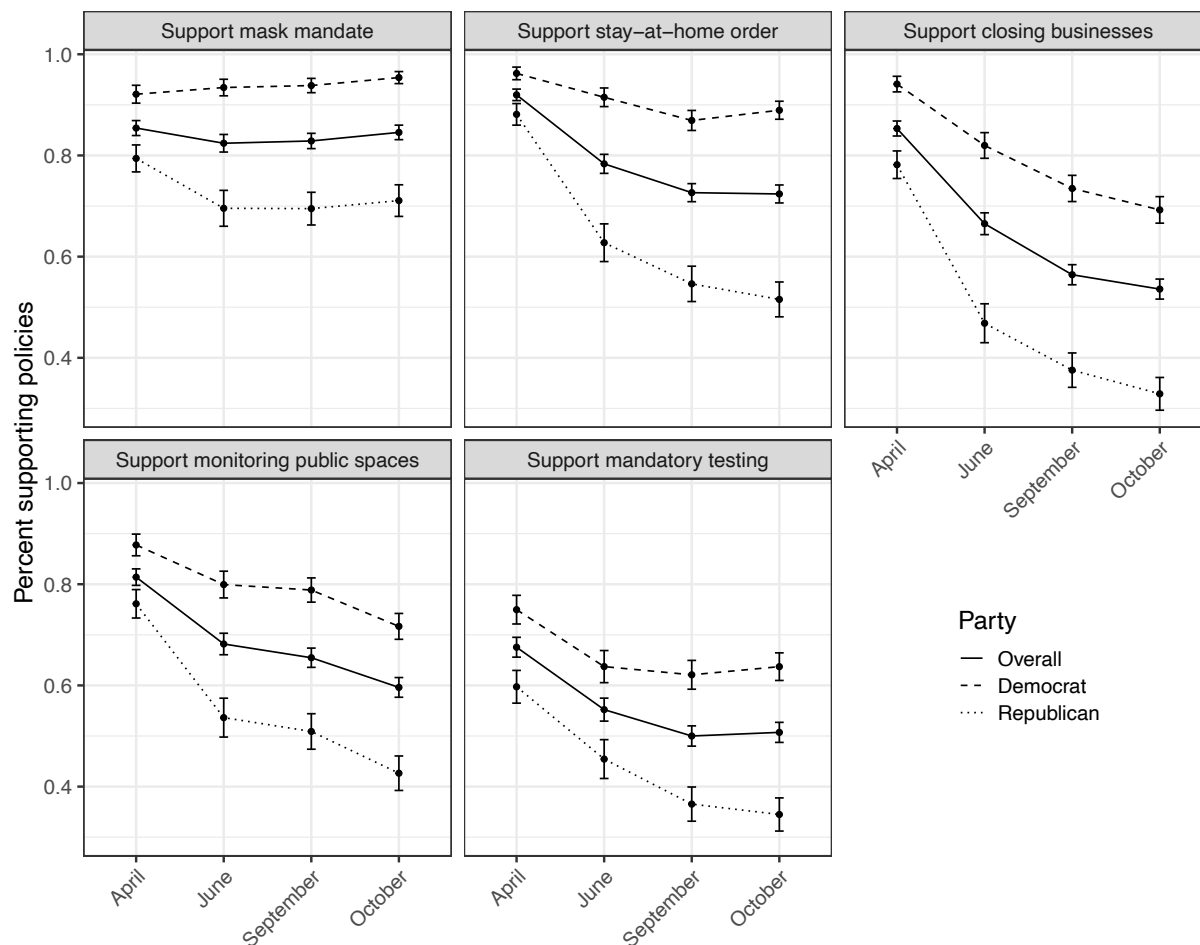 Support mask mandate
Support stay−at−home order
Support closing businesses
1.0
0.8
0.6
0.4
Percent supporting policies
April
June
September
October
Support monitoring public spaces
Support mandatory testing
1.0
0.8
0.6
0.4
April
June
September
October
April
June
September
October
Party
Overall
Democrat
Republican